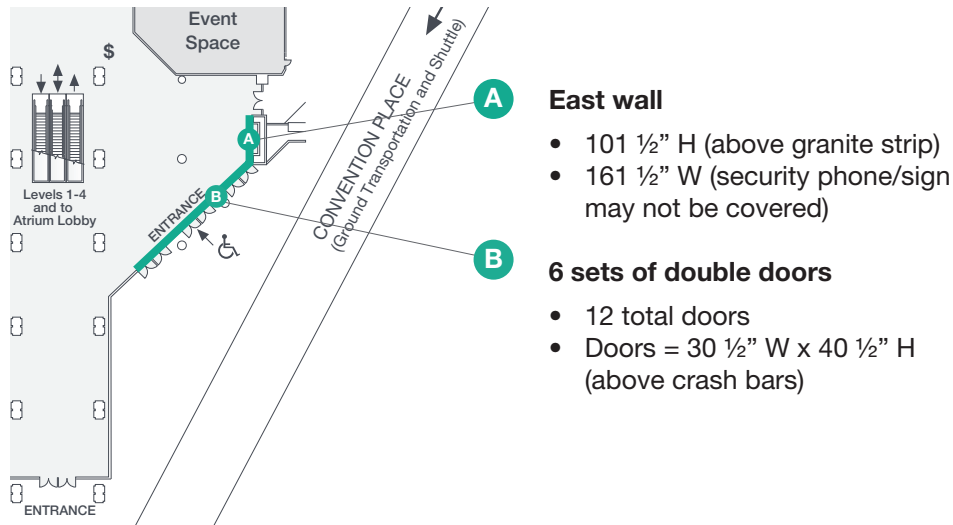 Event
Space
$
Levels 1-4
and to
Atrium Lobby
ENTRANCE
A
B
CONVENTION PLACE
(Ground Transportation and Shuttle)
ENTRANCE
A
East wall
• 101 ½” H (above granite strip)
• 161 ½” W (security phone/sign
may not be covered)
B
6 sets of double doors
• 12 total doors
• Doors = 30 ½” W x 40 ½” H
(above crash bars)